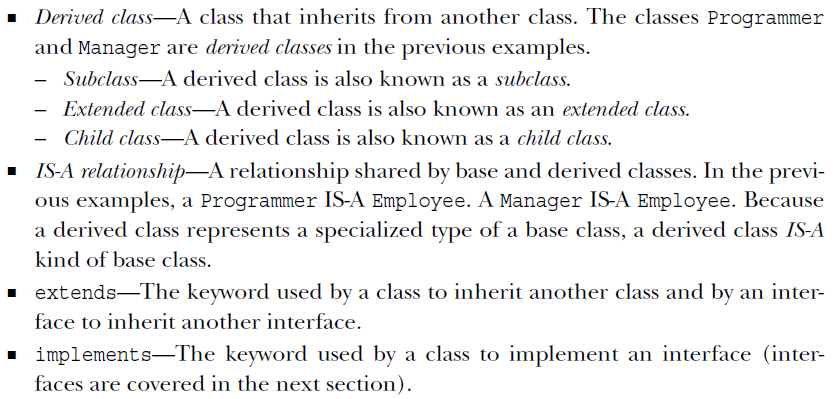 ▪ Derived class—A class that inherits from another class. The classes Programmer
and Manager are derived classes in the previous examples.
– Subclass—A derived class is also known as a subclass.
– Extended class—A derived class is also known as an extended class.
– Child class—A derived class is also known as a child class.
▪ IS-A relationship—A relationship shared by base and derived classes. In the previ-
ous examples, a Programmer IS-A Employee. A Manager IS-A Employee. Because
a derived class represents a specialized type of a base class, a derived class IS-A
kind of base class.
▪ extends—The keyword used by a class to inherit another class and by an inter-
face to inherit another interface.
▪ implements—The keyword used by a class to implement an interface (inter-
faces are covered in the next section).